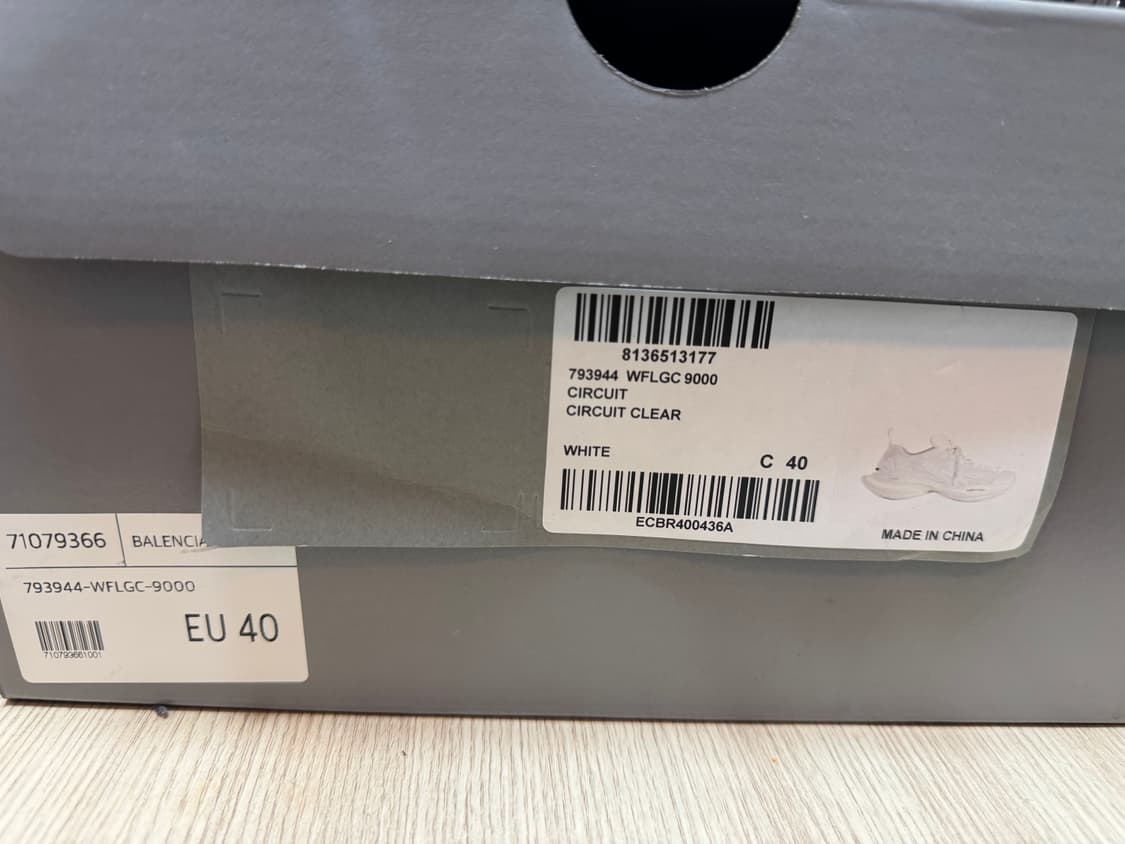 8136513177
793944 WFLGC 9000
CIRCUIT
CIRCUIT CLEAR
WHITE
C 40
ECBR400436A
MADE IN CHINA
71079366
BALENCIA
793944-WFLGC-9000
EU 40
710793661001